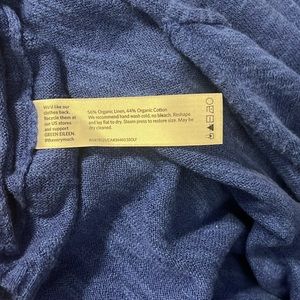 We'd like our
clothes back.
Recycle them at
our US stores
and support
GREEN EILEEN.
56% Organic Linen, 44% Organic Cotton
We recommend hand wash cold, no bleach. Reshape
and lay flat to dry. Steam press to restore size. May be
dry cleaned.